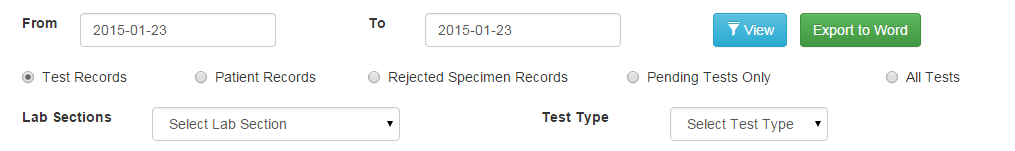 From 2015-01-23 To 2015-01-23 View Export to Word
Test Records Patient Records Rejected Specimen Records Pending Tests Only All Tests
Lab Sections Select Lab Section Test Type Select Test Type